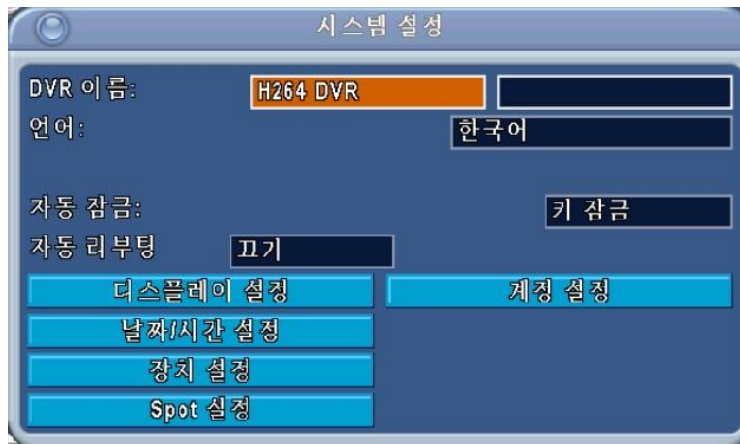 시스템 설정
DVR 이름: H264 DVR
언어: 한국어
자동 잠금: 키 잠금
자동 리부팅 끄기
디스플레이 설정 계정 설정
날짜/시간 설정
장치 설정
Spot 설정